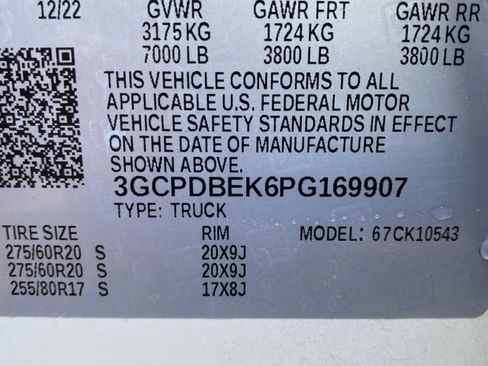 12/22 GVWR GAWR FRT GAWR RR
3175 KG 1724 KG 1724 KG
7000 LB 3800 LB 3800 LB
THIS VEHICLE CONFORMS TO ALL
APPLICABLE U.S. FEDERAL MOTOR
VEHICLE SAFETY STANDARDS IN EFFECT
ON THE DATE OF MANUFACTURE
SHOWN ABOVE.
3GCPDBEK6PG169907
TYPE: TRUCK
TIRE SIZE RIM MODEL: 67CK10543
275/60R20 S 20X9J
275/60R20 S 20X9J
255/80R17 S 17X8J